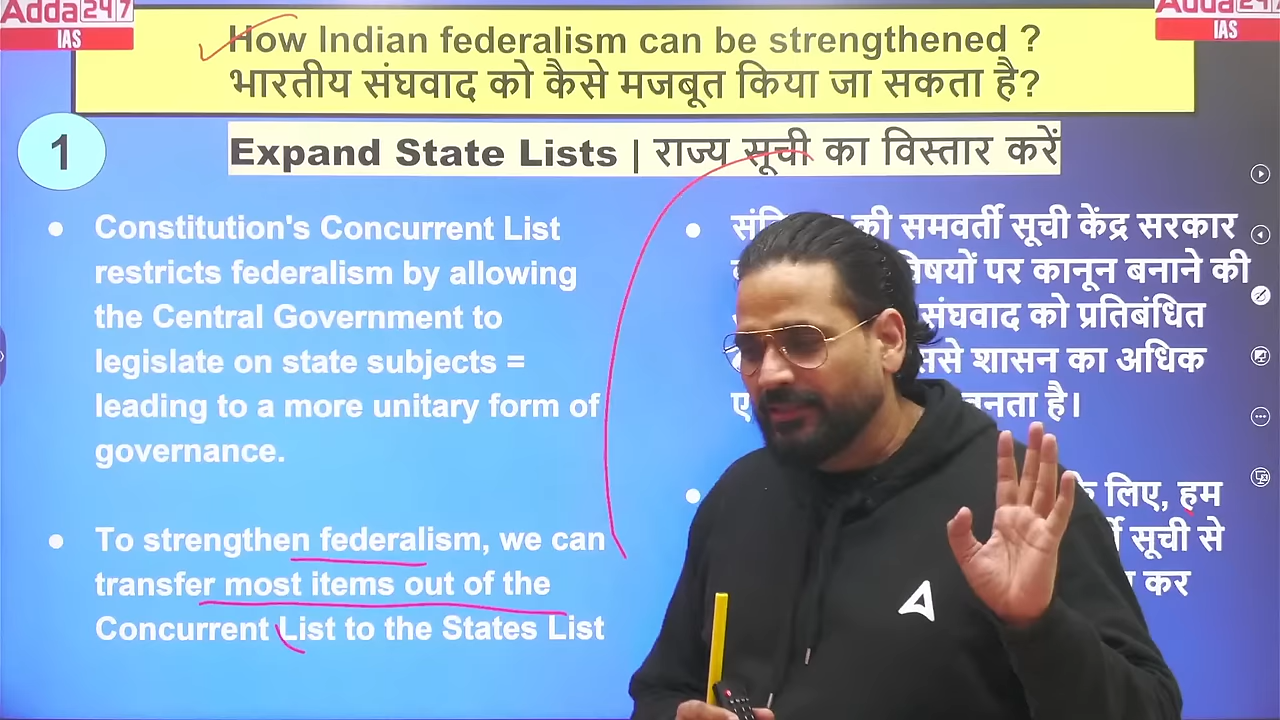 Adda247
IAS
Adda247
IAS
How Indian federalism can be strengthened ?
भारतीय संघवाद को कैसे मजबूत किया जा सकता है?
1
Expand State Lists | राज्य सूची का विस्तार करें
● Constitution's Concurrent List
restricts federalism by allowing
the Central Government to
legislate on state subjects =
leading to a more unitary form of
governance.
● To strengthen federalism, we can
transfer most items out of the
Concurrent List to the States List
● की समवर्ती सूची केंद्र सरकार
विषयों पर कानून बनाने की
संघवाद को प्रतिबंधित
शासन का अधिक
है।
● लिए, हम
सूची से
कर